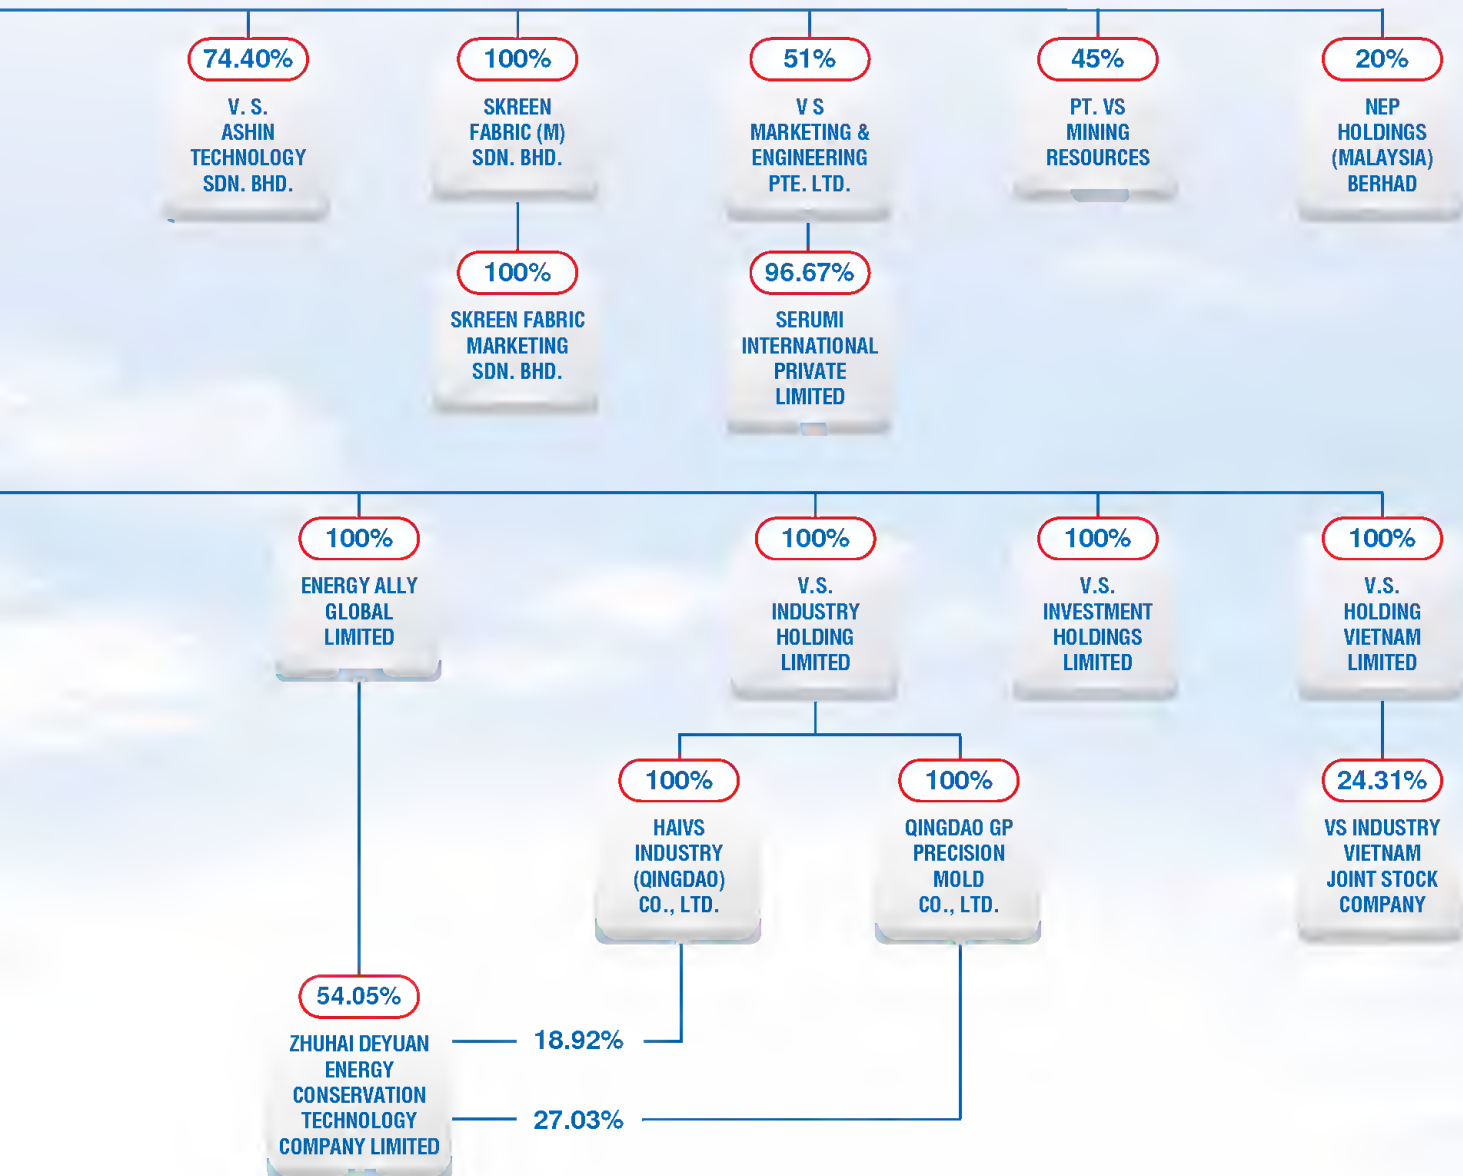 74.40%
V. S.
ASHIN
TECHNOLOGY
SDN. BHD.
100%
SKREEN
FABRIC (M)
SDN. BHD.
51%
V S
MARKETING &
ENGINEERING
PTE. LTD.
45%
PT. VS
MINING
RESOURCES
20%
NEP
HOLDINGS
(MALAYSIA)
BERHAD
100%
SKREEN FABRIC
MARKETING
SDN. BHD.
96.67%
SERUMI
INTERNATIONAL
PRIVATE
LIMITED
100%
ENERGY ALLY
GLOBAL
LIMITED
100%
V.S.
INDUSTRY
HOLDING
LIMITED
100%
V.S.
INVESTMENT
HOLDINGS
LIMITED
100%
V.S.
HOLDING
VIETNAM
LIMITED
100%
HAIVS
INDUSTRY
(QINGDAO)
CO., LTD.
100%
QINGDAO GP
PRECISION
MOLD
CO., LTD.
24.31%
VS INDUSTRY
VIETNAM
JOINT STOCK
COMPANY
54.05%
ZHUHAI DEYUAN
ENERGY
CONSERVATION
TECHNOLOGY
COMPANY LIMITED
18.92%
27.03%